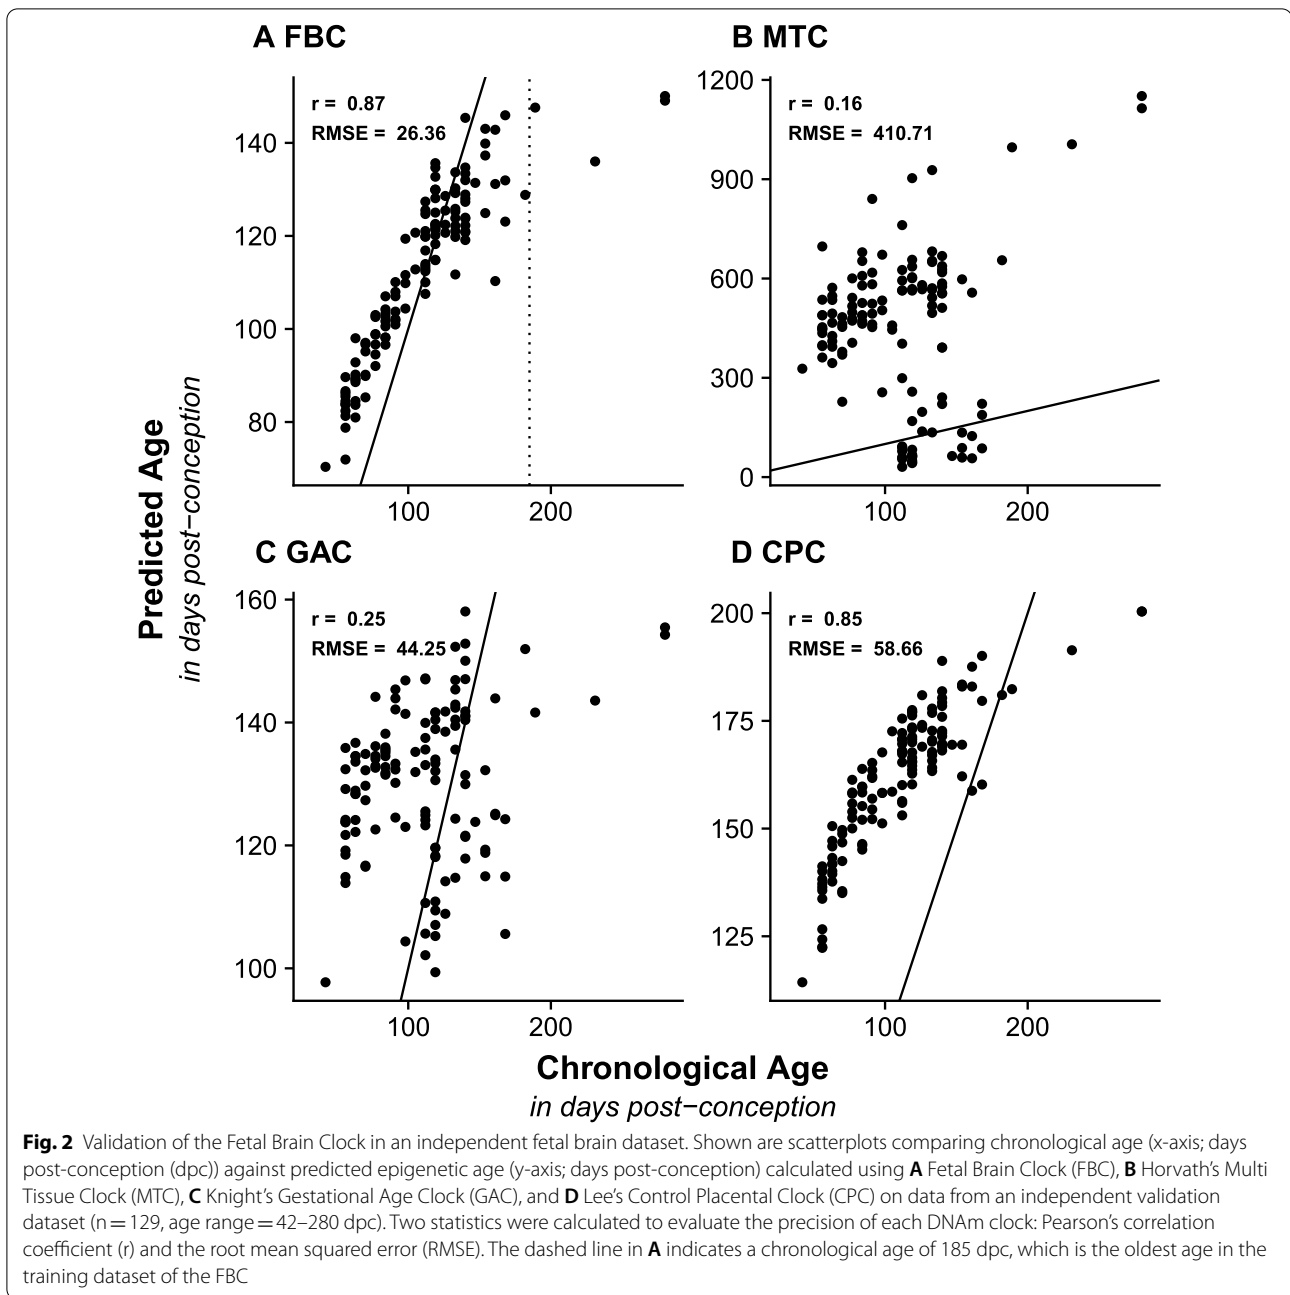 A FBC
r = 0.87
RMSE = 26.36
140
120
100
80
100
200
B MTC
r = 0.16
RMSE = 410.71
1200
900
600
300
0
100
200
Predicted Age
in days post−conception
C GAC
r = 0.25
RMSE = 44.25
160
140
120
100
100
200
D CPC
r = 0.85
RMSE = 58.66
200
175
150
125
100
200
Chronological Age
in days post−conception
Fig. 2 Validation of the Fetal Brain Clock in an independent fetal brain dataset. Shown are scatterplots comparing chronological age (x-axis; days
post-conception (dpc)) against predicted epigenetic age (y-axis; days post-conception) calculated using A Fetal Brain Clock (FBC), B Horvath's Multi
Tissue Clock (MTC), C Knight's Gestational Age Clock (GAC), and D Lee's Control Placental Clock (CPC) on data from an independent validation
dataset (n = 129, age range = 42–280 dpc). Two statistics were calculated to evaluate the precision of each DNAm clock: Pearson's correlation
coefficient (r) and the root mean squared error (RMSE). The dashed line in A indicates a chronological age of 185 dpc, which is the oldest age in the
training dataset of the FBC